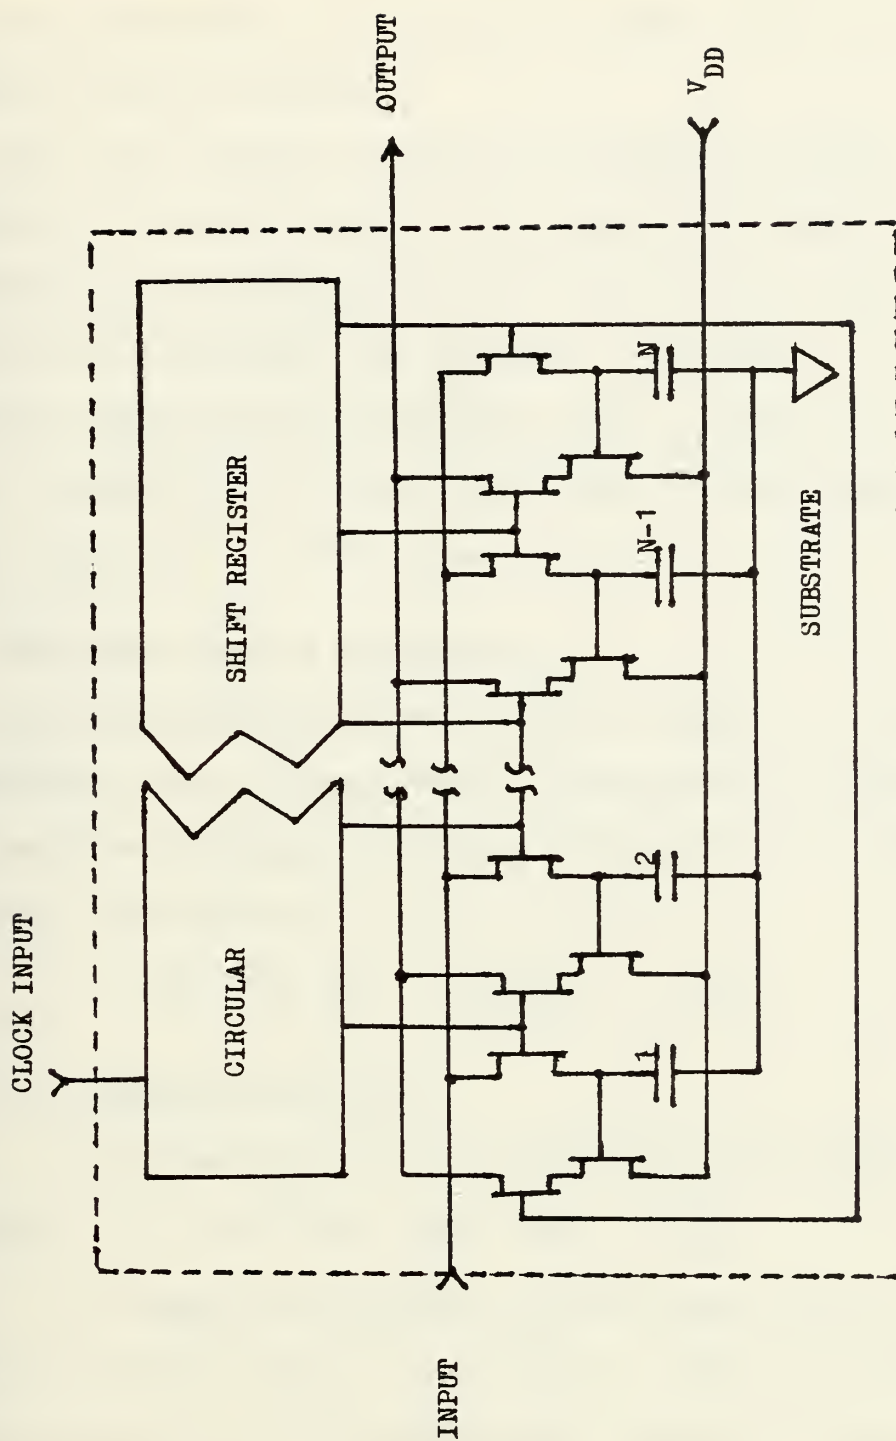 CLOCK INPUT
CIRCULAR
SHIFT REGISTER
OUTPUT
INPUT
1
2
N-1
N
V_DD
SUBSTRATE